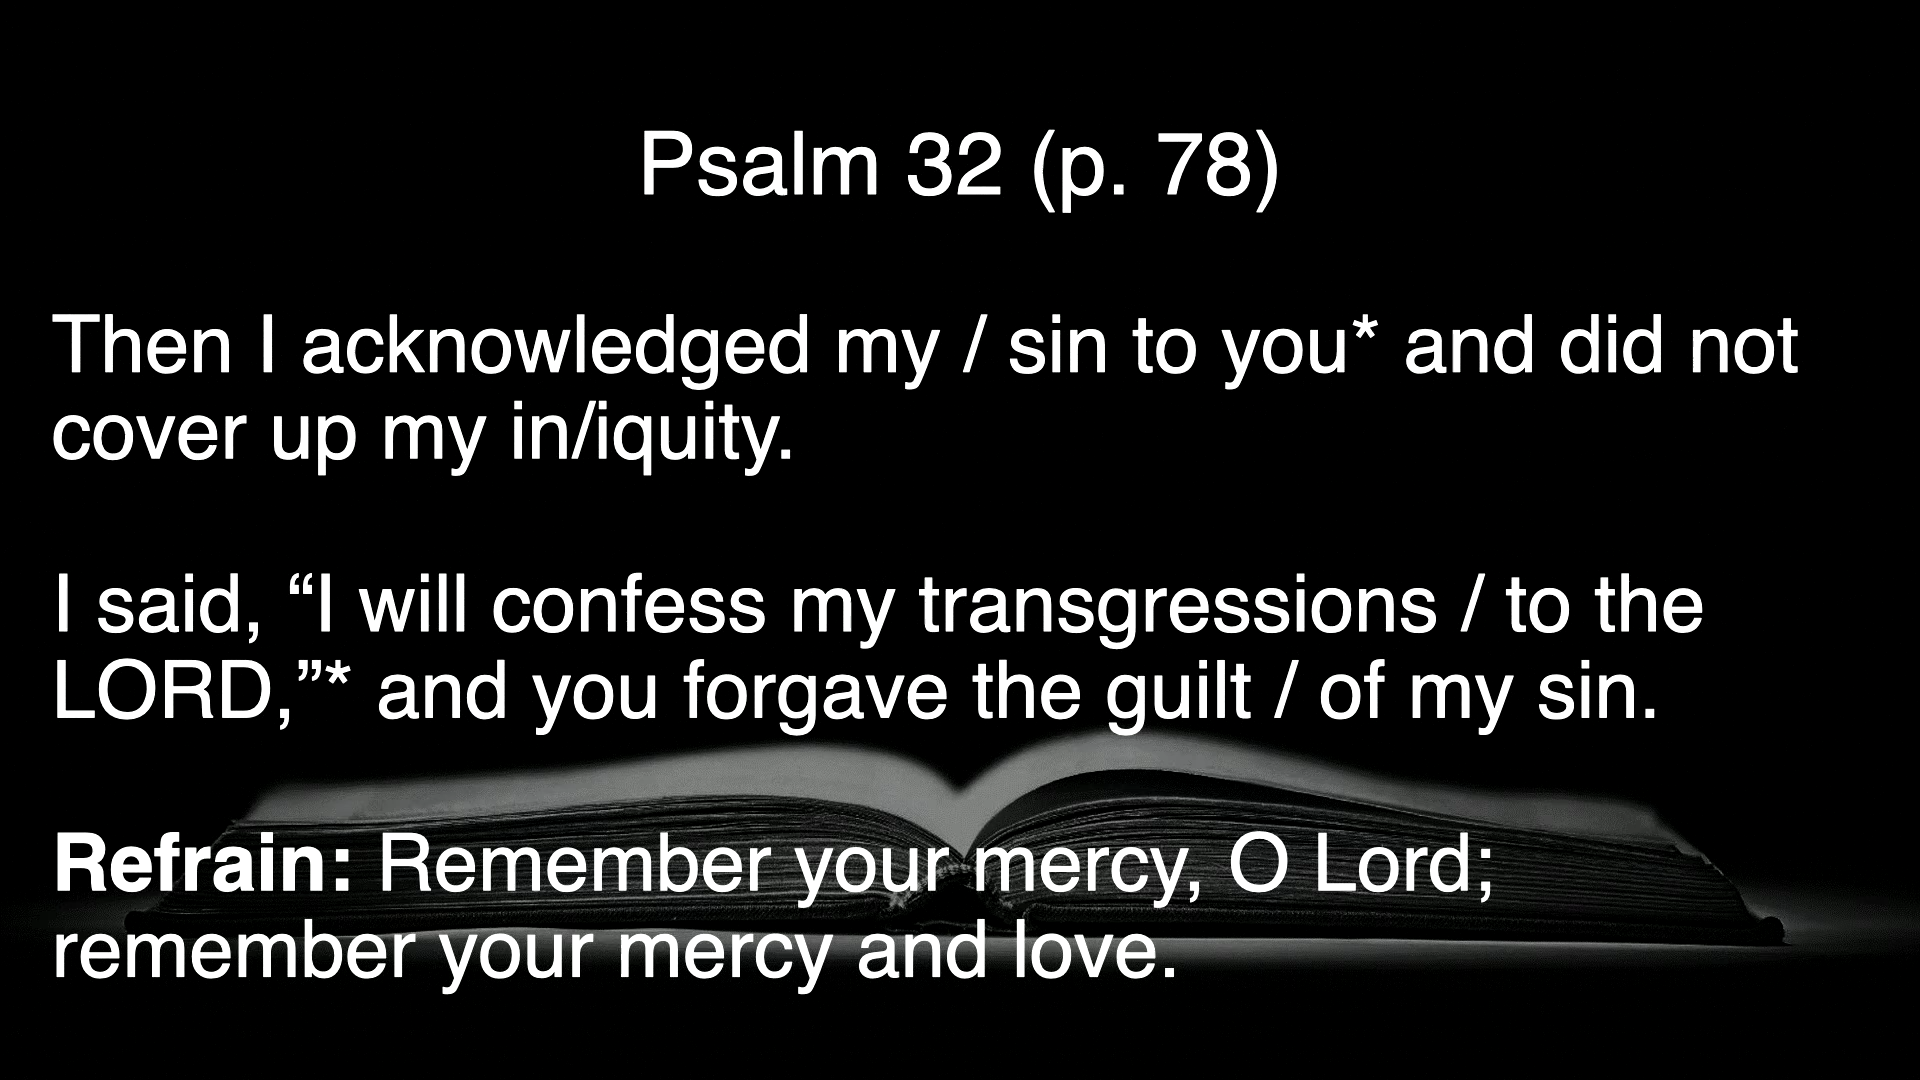 Psalm 32 (p. 78)
Then I acknowledged my / sin to you* and did not
cover up my in/iquity.
I said, “I will confess my transgressions / to the
LORD,”* and you forgave the guilt / of my sin.
Refrain: Remember your mercy, O Lord;
remember your mercy and love.